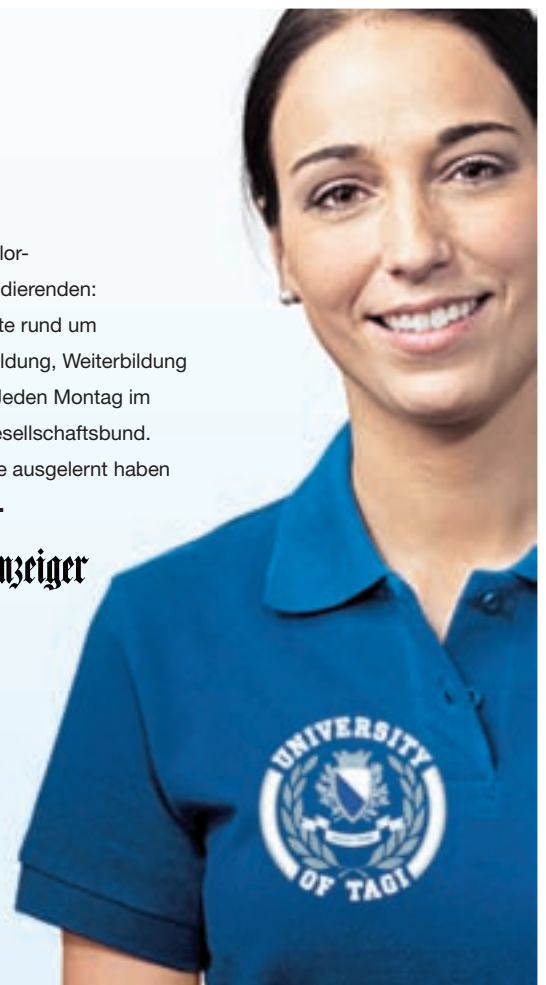 lor-
dierenden:
te rund um
ldung, Weiterbildung
Jeden Montag im
esellschaftsbund.
e ausgelernt haben
.
nzeiger
UNIVERSITY
OF TAGI